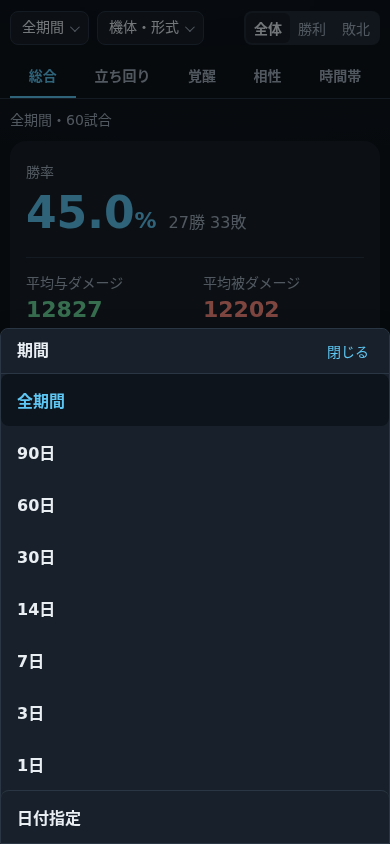 全期間 機体・形式 全体 勝利 敗北
総合 立ち回り 覚醒 相性 時間帯
全期間・60試合
勝率
45.0% 27勝 33敗
平均与ダメージ 平均被ダメージ
12827 12202
期間 閉じる
全期間
90日
60日
30日
14日
7日
3日
1日
日付指定